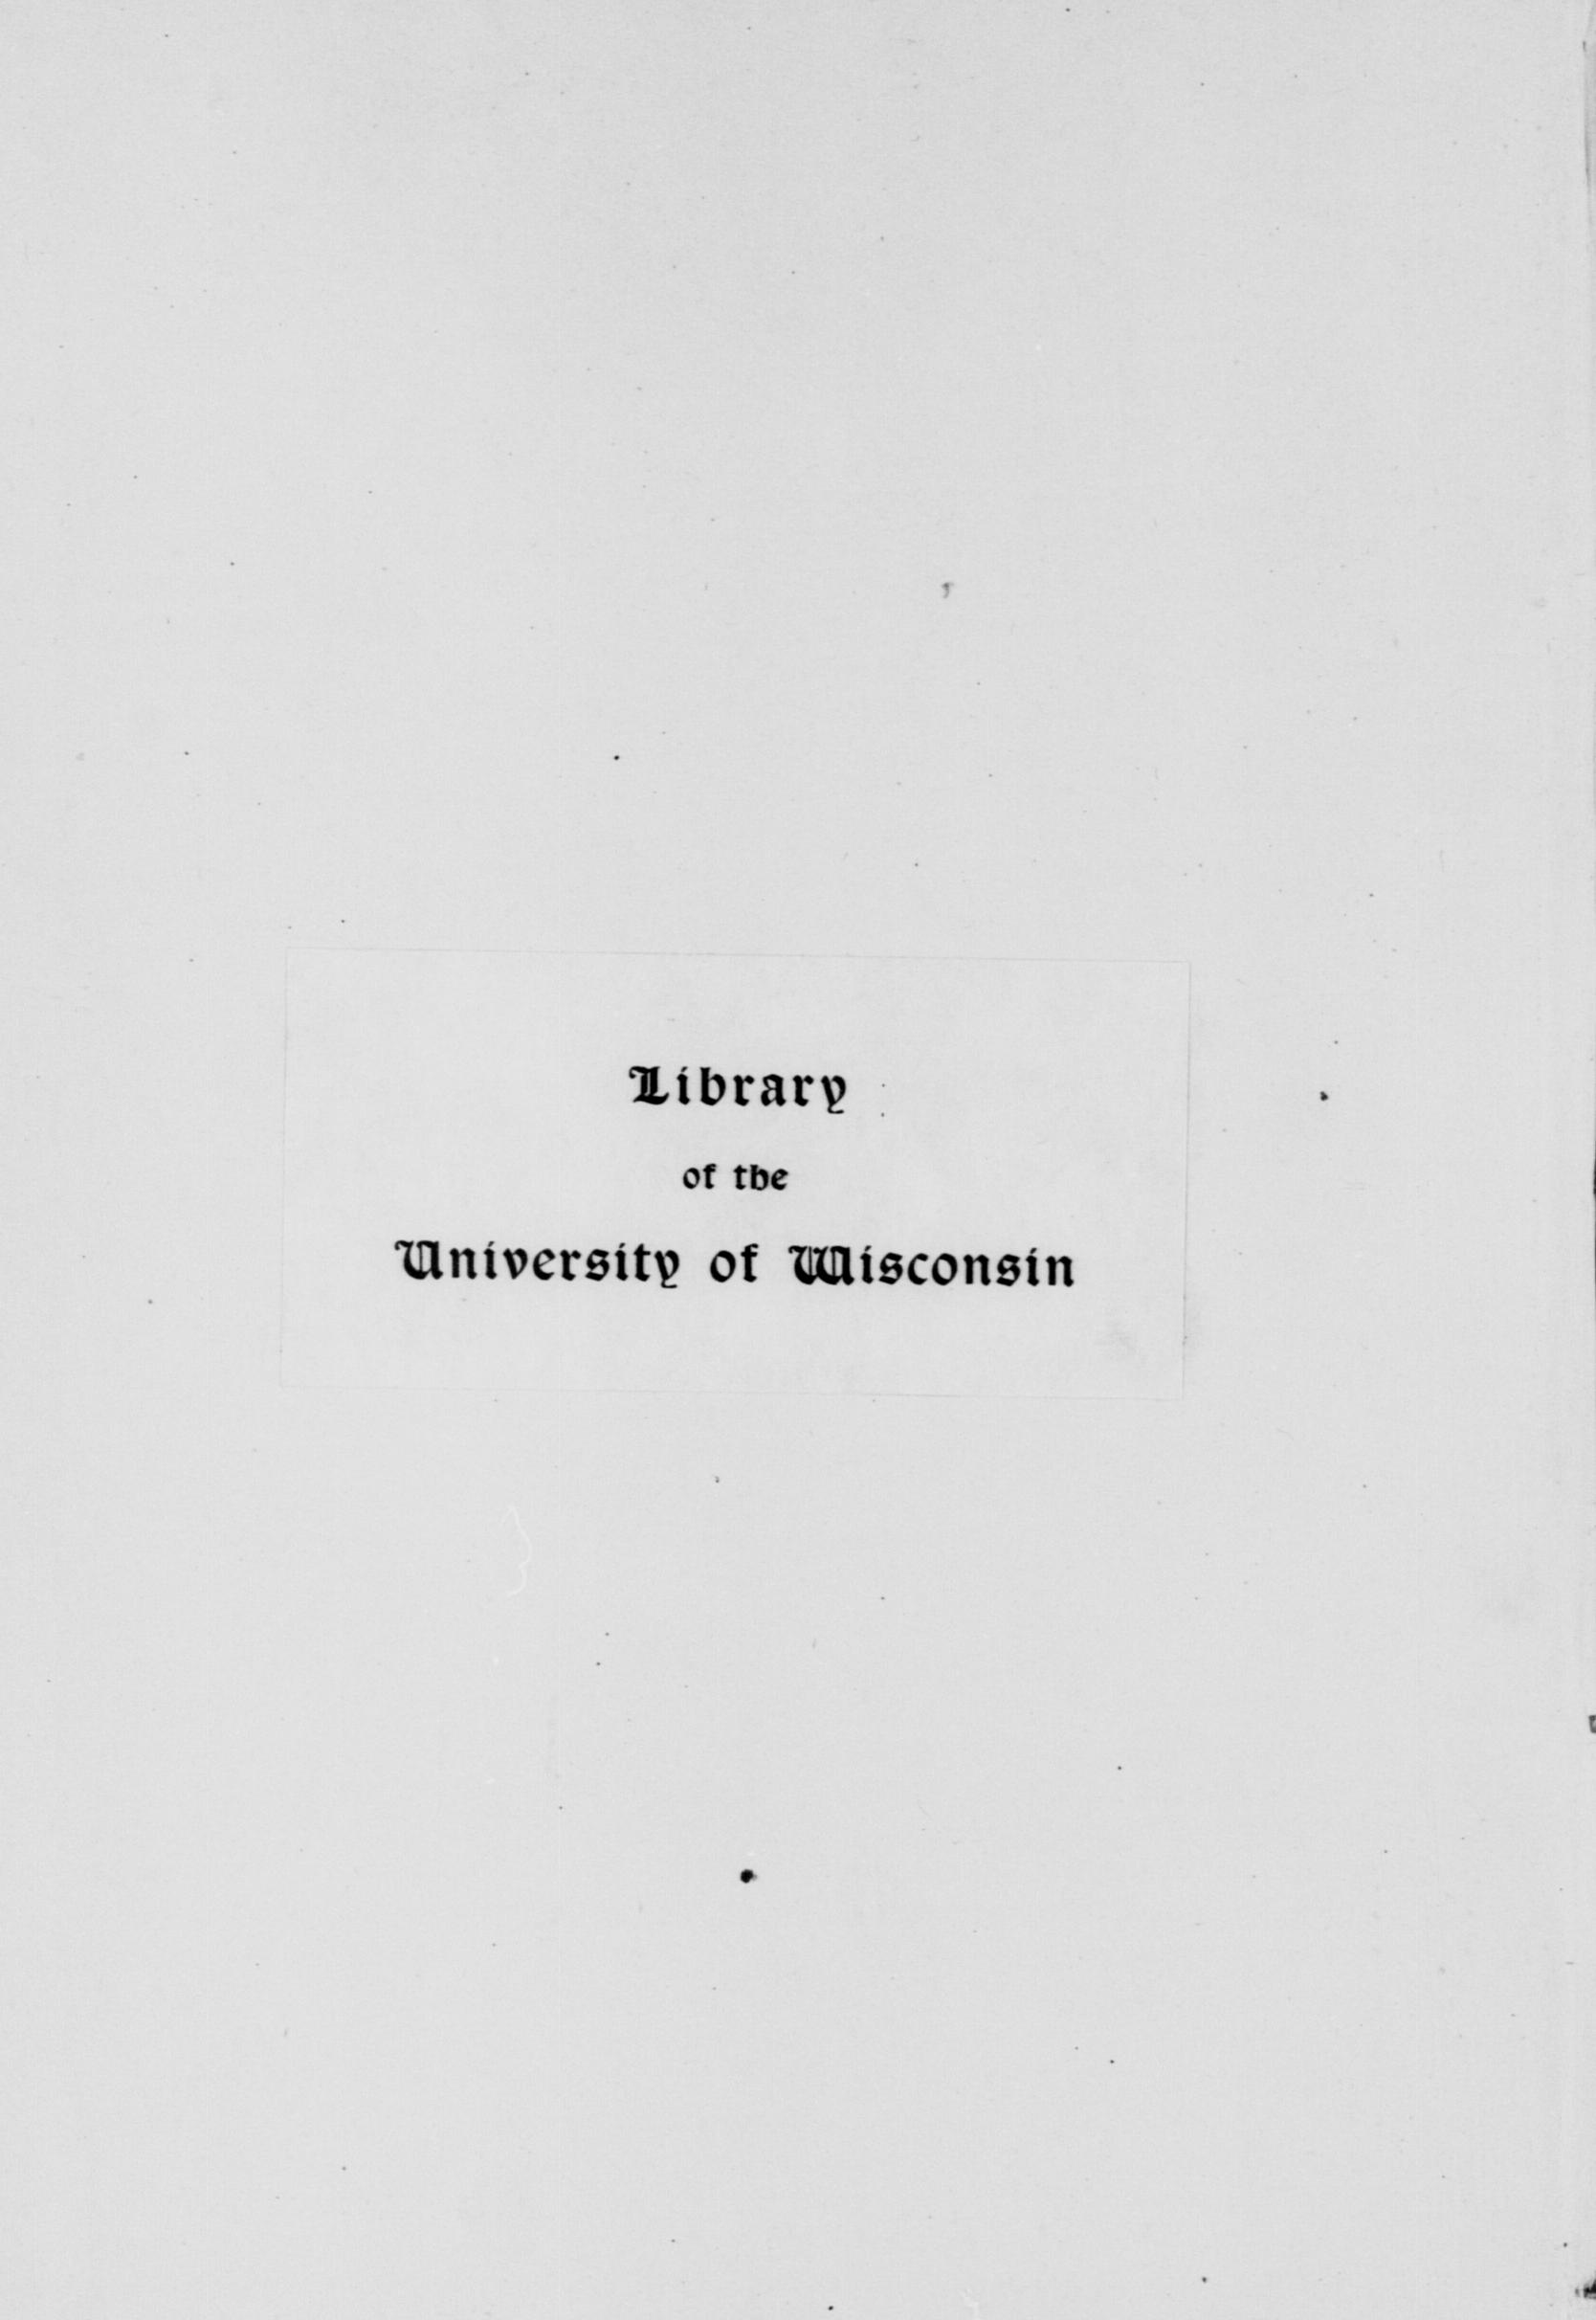 Library
of the
University of Wisconsin